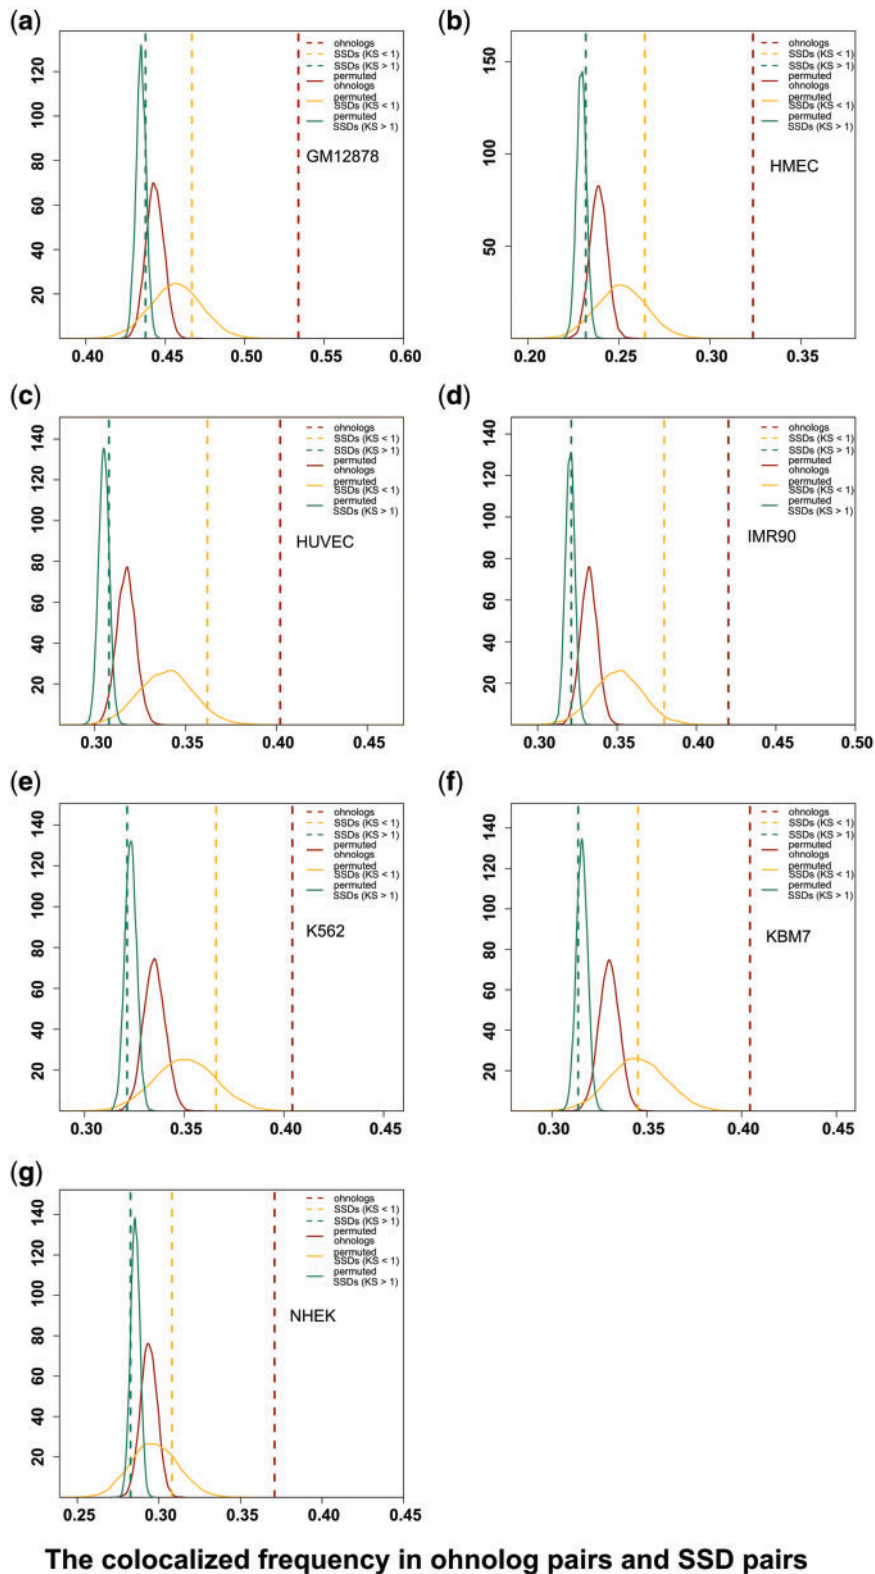 (a)
120
100
80
60
40
20
0.40
0.45
0.50
0.55
0.60
ohnologs
SSDs (KS < 1)
SSDs (KS > 1)
permuted
ohnologs
permuted
SSDs (KS < 1)
permuted
SSDs (KS > 1)
GM12878
(b)
150
100
50
0.20
0.25
0.30
0.35
ohnologs
SSDs (KS < 1)
SSDs (KS > 1)
permuted
ohnologs
permuted
SSDs (KS < 1)
permuted
SSDs (KS > 1)
HMEC
(c)
140
120
100
80
60
40
20
0.30
0.35
0.40
0.45
ohnologs
SSDs (KS < 1)
SSDs (KS > 1)
permuted
ohnologs
permuted
SSDs (KS < 1)
permuted
SSDs (KS > 1)
HUVEC
(d)
140
120
100
80
60
40
20
0.30
0.35
0.40
0.45
0.50
ohnologs
SSDs (KS < 1)
SSDs (KS > 1)
permuted
ohnologs
permuted
SSDs (KS < 1)
permuted
SSDs (KS > 1)
IMR90
(e)
140
120
100
80
60
40
20
0.30
0.35
0.40
0.45
ohnologs
SSDs (KS < 1)
SSDs (KS > 1)
permuted
ohnologs
permuted
SSDs (KS < 1)
permuted
SSDs (KS > 1)
K562
(f)
140
120
100
80
60
40
20
0.30
0.35
0.40
0.45
ohnologs
SSDs (KS < 1)
SSDs (KS > 1)
permuted
ohnologs
permuted
SSDs (KS < 1)
permuted
SSDs (KS > 1)
KBM7
(g)
140
120
100
80
60
40
20
0.25
0.30
0.35
0.40
0.45
ohnologs
SSDs (KS < 1)
SSDs (KS > 1)
permuted
ohnologs
permuted
SSDs (KS < 1)
permuted
SSDs (KS > 1)
NHEK
The colocalized frequency in ohnolog pairs and SSD pairs